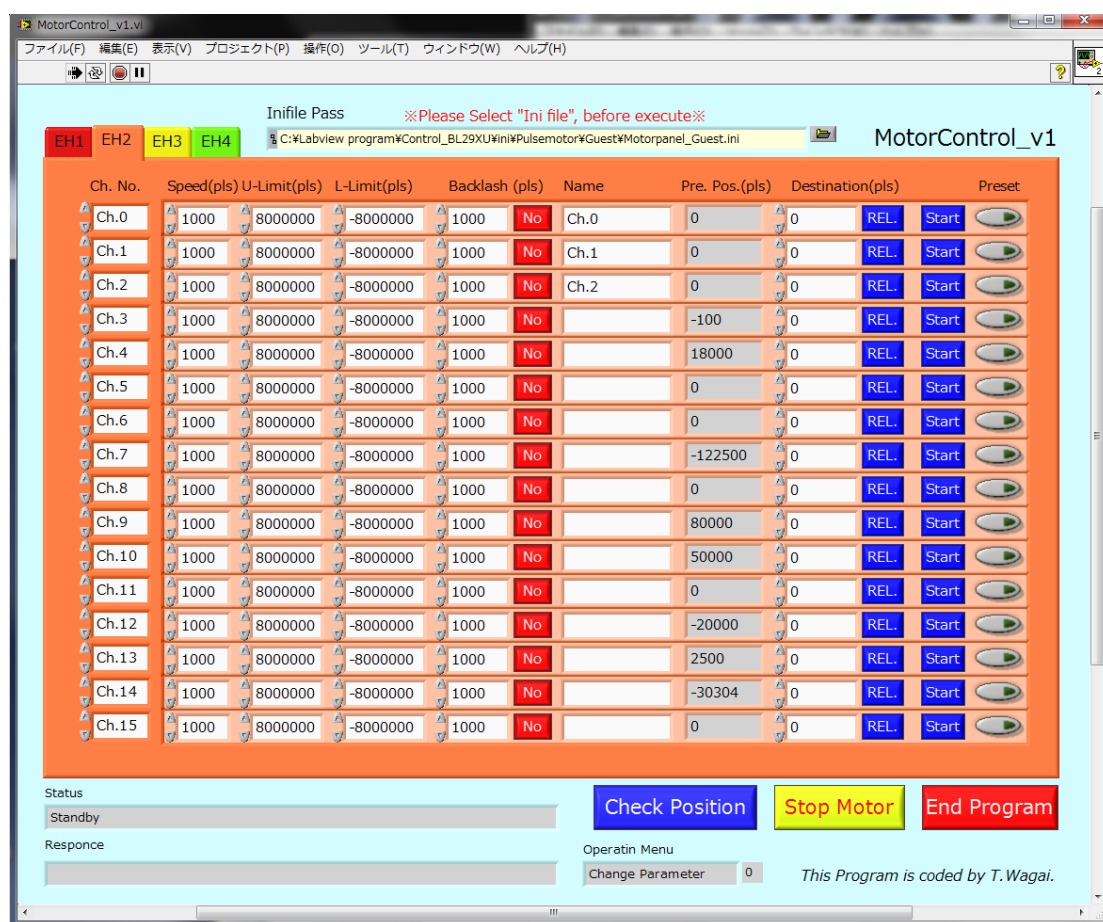 MotorControl_v1.vi
ファイル(F) 編集(E) 表示(V) プロジェクト(P) 操作(O) ツール(T) ウィンドウ(W) ヘルプ(H)
Inifile Pass ※Please Select "Ini file", before execute※
EH1 EH2 EH3 EH4 C:¥Labview program¥Control_BL29XU¥ini¥Pulsemotor¥Guest¥Motorpanel_Guest.ini MotorControl_v1
Ch. No. Speed(pls) U-Limit(pls) L-Limit(pls) Backlash (pls) Name Pre. Pos.(pls) Destination(pls) Preset
Ch.0 1000 8000000 -8000000 1000 No Ch.0 0 0 REL. Start
Ch.1 1000 8000000 -8000000 1000 No Ch.1 0 0 REL. Start
Ch.2 1000 8000000 -8000000 1000 No Ch.2 0 0 REL. Start
Ch.3 1000 8000000 -8000000 1000 No -100 0 REL. Start
Ch.4 1000 8000000 -8000000 1000 No 18000 0 REL. Start
Ch.5 1000 8000000 -8000000 1000 No 0 0 REL. Start
Ch.6 1000 8000000 -8000000 1000 No 0 0 REL. Start
Ch.7 1000 8000000 -8000000 1000 No -122500 0 REL. Start
Ch.8 1000 8000000 -8000000 1000 No 0 0 REL. Start
Ch.9 1000 8000000 -8000000 1000 No 80000 0 REL. Start
Ch.10 1000 8000000 -8000000 1000 No 50000 0 REL. Start
Ch.11 1000 8000000 -8000000 1000 No 0 0 REL. Start
Ch.12 1000 8000000 -8000000 1000 No -20000 0 REL. Start
Ch.13 1000 8000000 -8000000 1000 No 2500 0 REL. Start
Ch.14 1000 8000000 -8000000 1000 No -30304 0 REL. Start
Ch.15 1000 8000000 -8000000 1000 No 0 0 REL. Start
Status
Standby
Check Position Stop Motor End Program
Responce
Operatin Menu
Change Parameter 0
This Program is coded by T.Wagai.